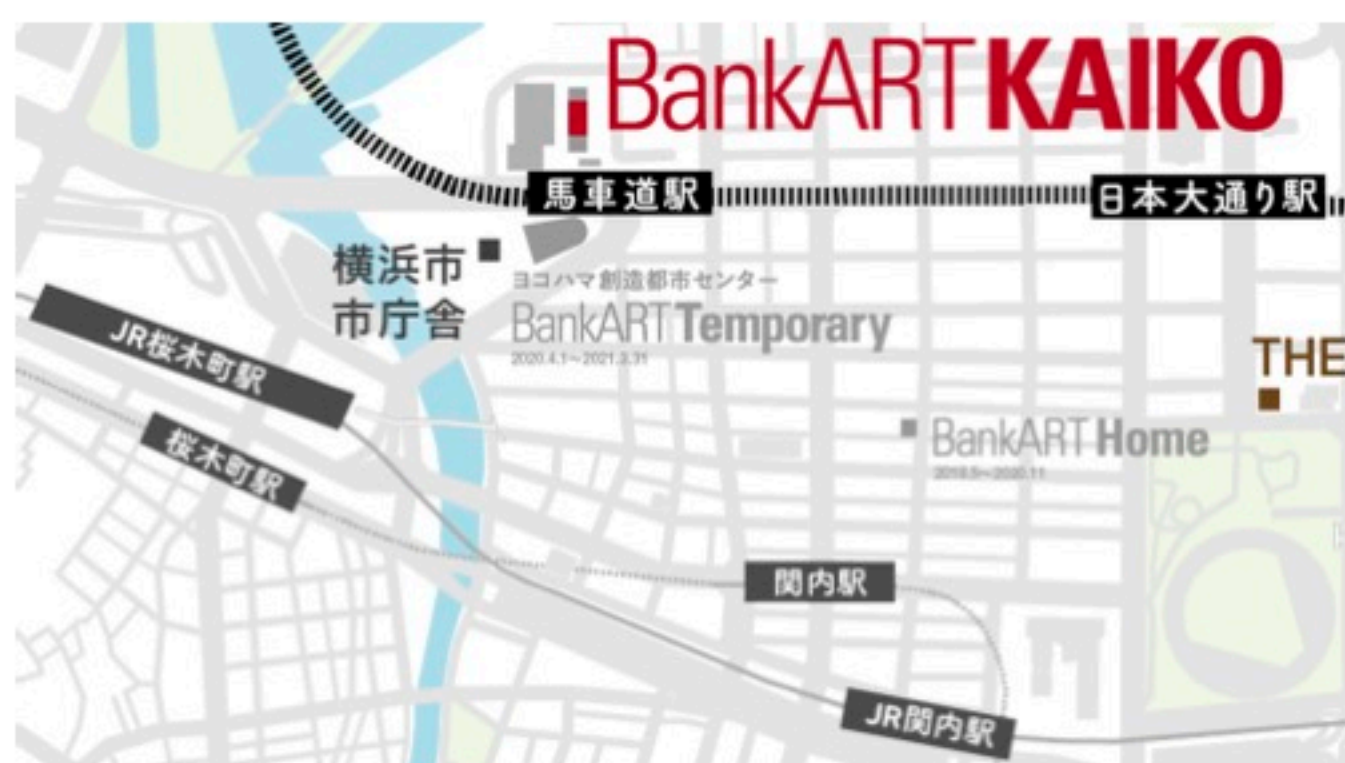 BankART KAIKO
馬車道駅
日本大通り駅
横浜市
市庁舎
ヨコハマ創造都市センター
BankART Temporary
2020.4.1~2021.3.31
THE
JR桜木町駅
桜木町駅
BankART Home
関内駅
JR関内駅